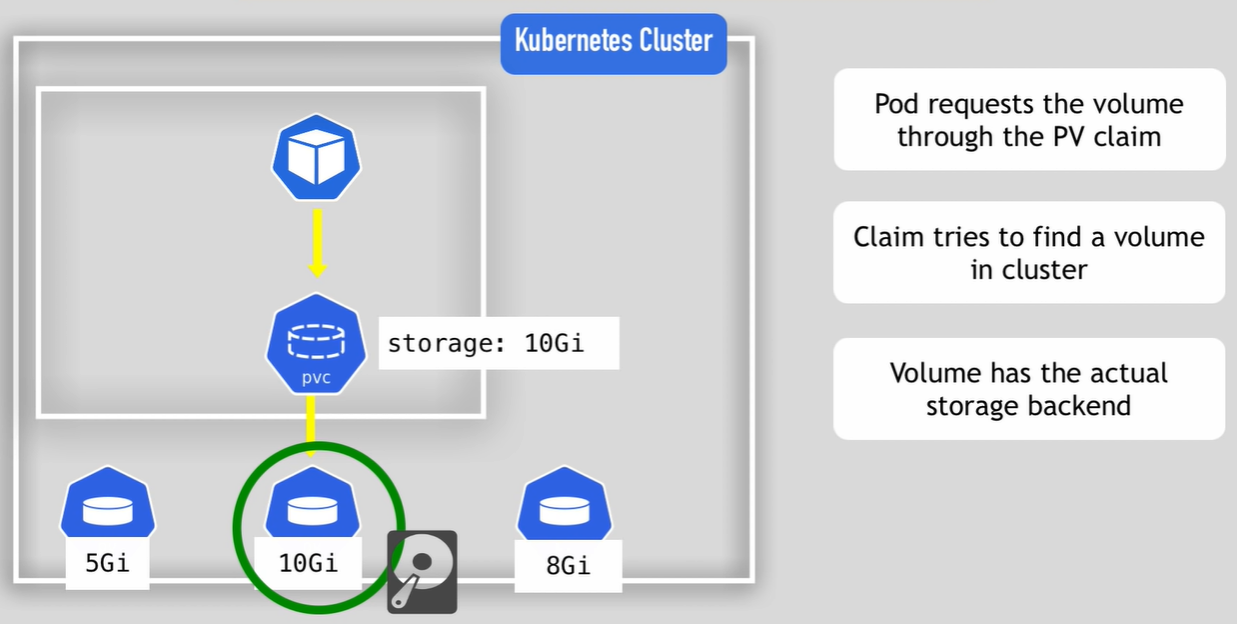 Kubernetes Cluster
Pod requests the volume
through the PV claim
Claim tries to find a volume
in cluster
storage: 10Gi
pvc
Volume has the actual
storage backend
5Gi
10Gi
8Gi